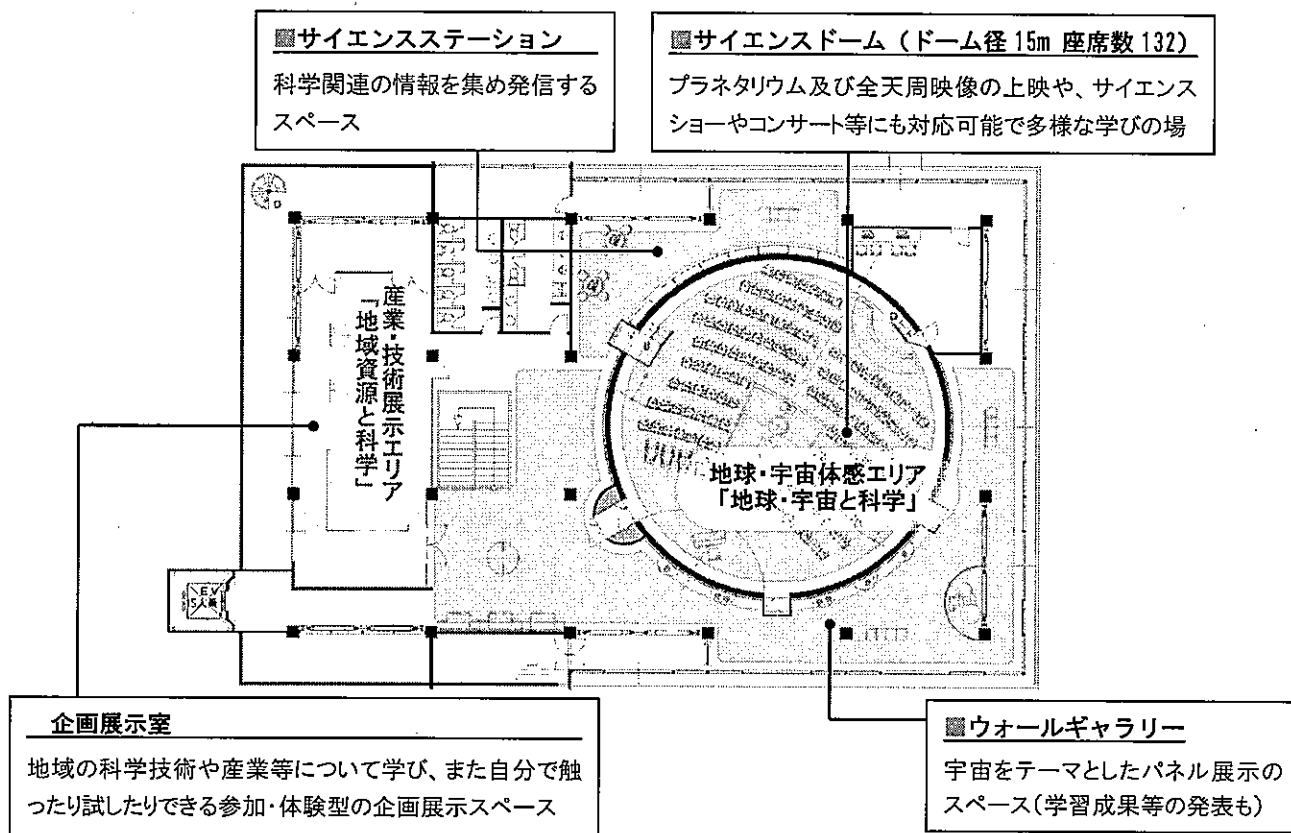 ■サイエンスステーション
科学関連の情報を集め発信する
スペース
■サイエンスドーム（ドーム径15m 座席数132）
プラネタリウム及び全天周映像の上映や、サイエンス
ショーやコンサート等にも対応可能で多様な学びの場
産業・技術展示エリア
「地域資源と科学」
地球・宇宙体感エリア
「地球・宇宙と科学」
企画展示室
地域の科学技術や産業等について学び、また自分で触
ったり試したりできる参加・体験型の企画展示スペース
■ウォールギャラリー
宇宙をテーマとしたパネル展示の
スペース(学習成果等の発表も)